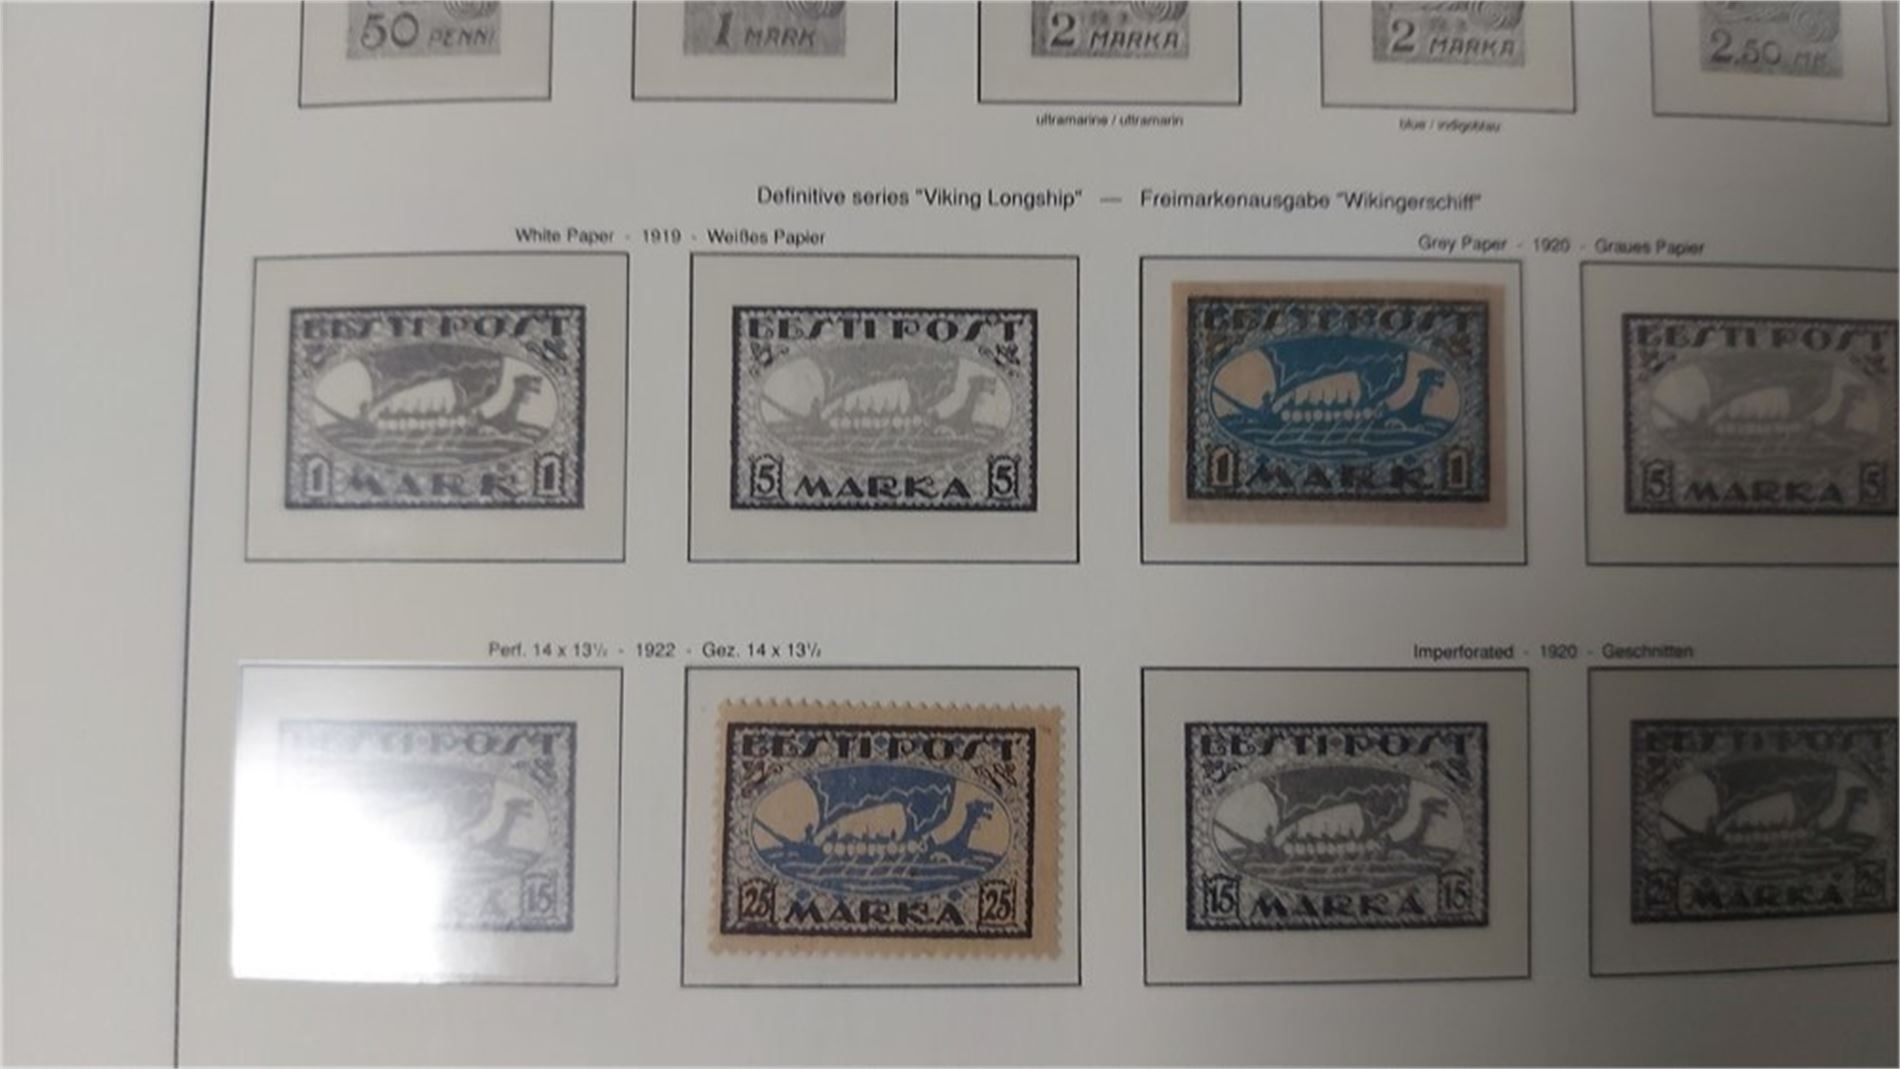 50 PENNI
1 MARK
2 MARKA
2 MARKA
2.50 MK
ultramarine / ultramarin
blue / indigoblau
Definitive series "Viking Longship" — Freimarkenausgabe "Wikingerschiff"
White Paper - 1919 - Weißes Papier
Grey Paper - 1920 - Graues Papier
EESTI POST
1 MARK 1
EESTI POST
5 MARKA 5
EESTI POST
1 MARK 1
EESTI POST
5 MARKA 5
Perf. 14 x 13½ - 1922 - Gez. 14 x 13½
Imperforated - 1920 - Geschnitten
EESTI POST
15
EESTI POST
25 MARKA 25
EESTI POST
15 MARKA 15
EESTI POST
25 MARKA 25